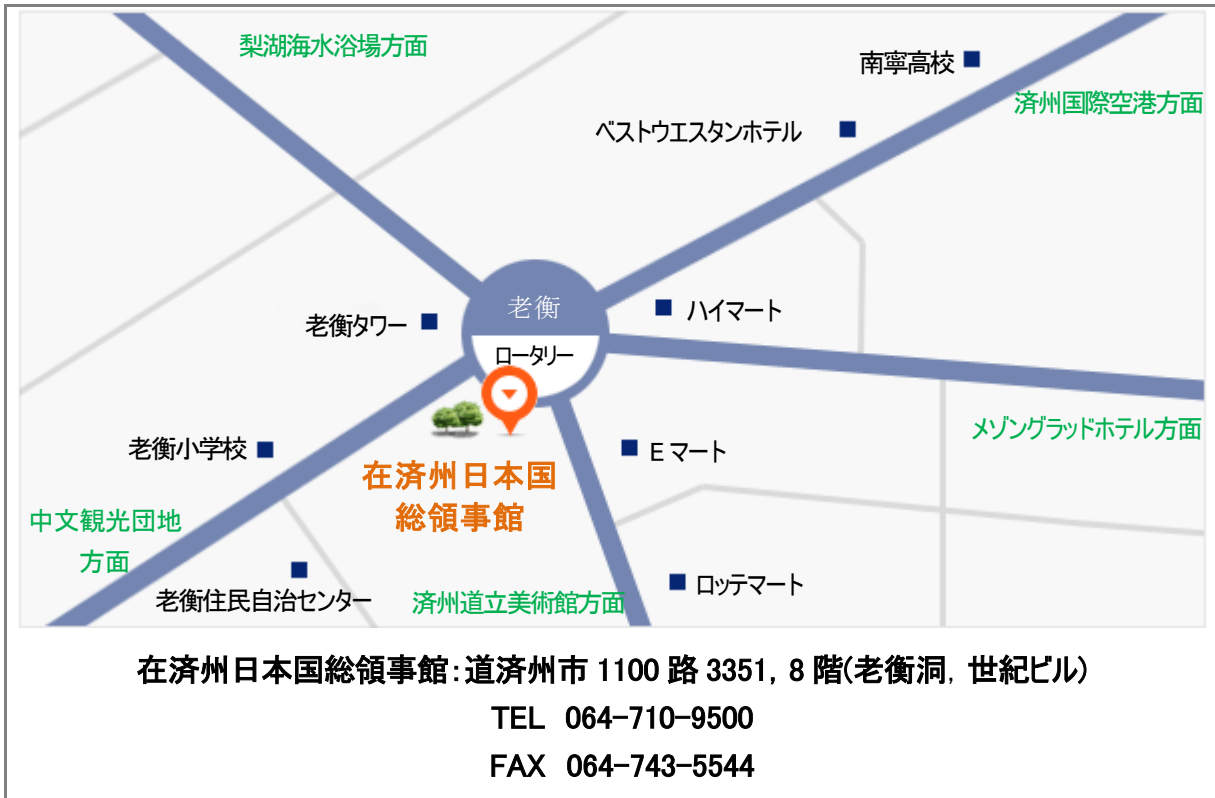 梨湖海水浴場方面
南寧高校
済州国際空港方面
ベストウエスタンホテル
老衡
ハイマート
老衡タワー
ロータリー
メゾングラッドホテル方面
老衡小学校
Eマート
在済州日本国
総領事館
中文観光団地
方面
老衡住民自治センター
済州道立美術館方面
ロッテマート
在済州日本国総領事館:道済州市 1100 路 3351, 8 階(老衡洞, 世紀ビル)
TEL 064-710-9500
FAX 064-743-5544